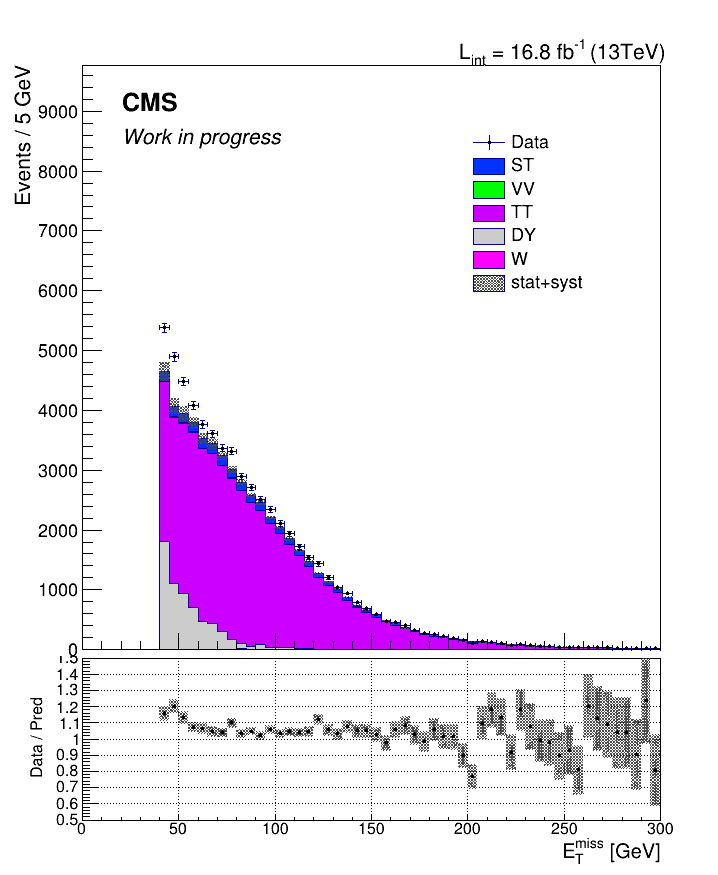 L_int = 16.8 fb^-1 (13TeV)
Events / 5 GeV
CMS
Work in progress
Data
ST
VV
TT
DY
W
stat+syst
9000
8000
7000
6000
5000
4000
3000
2000
1000
0
Data / Pred
1.5
1.4
1.3
1.2
1.1
1
0.9
0.8
0.7
0.6
0.5
0 50 100 150 200 250 300
E_T^miss [GeV]